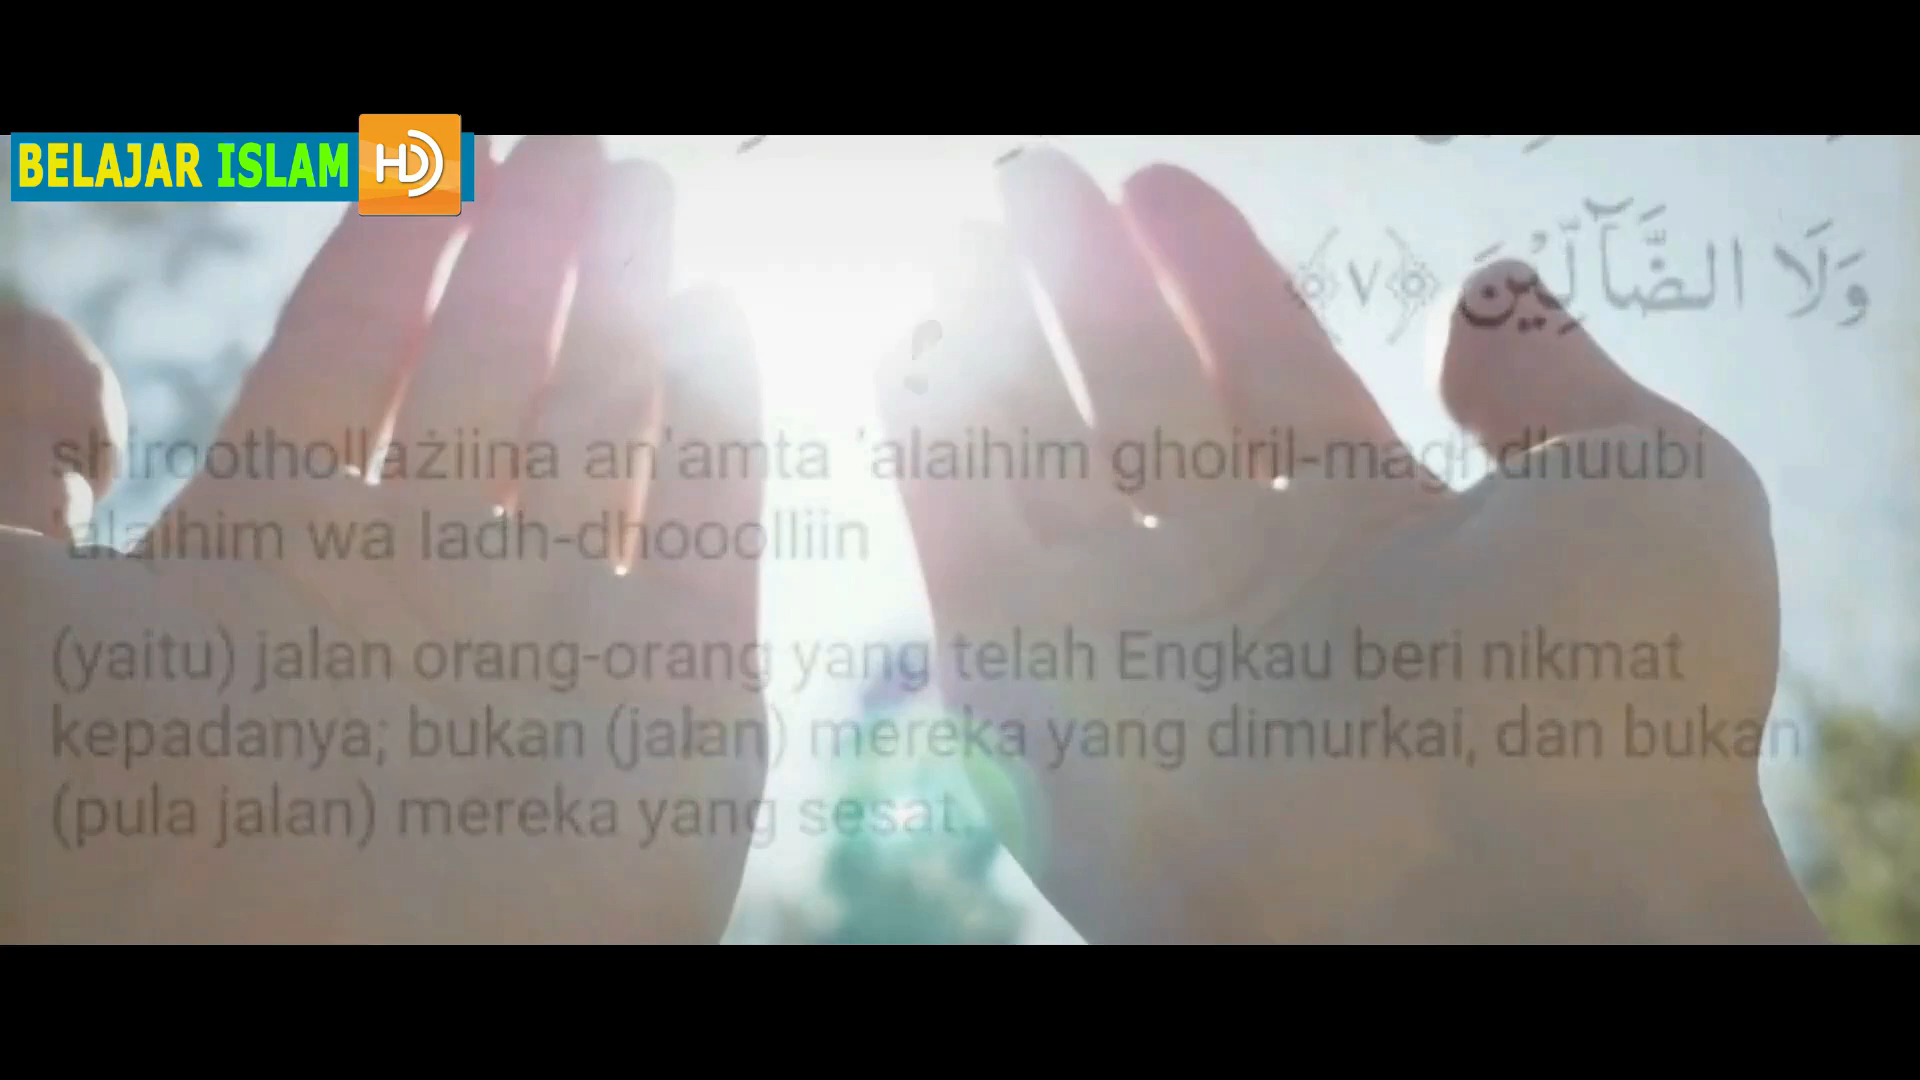 BELAJAR ISLAM HD
وَلَا الضَّآلِّيْنَ ﴿٧﴾
shiroothollażiina an'amta 'alaihim ghoiril-maghdhuubi
'alaihim wa ladh-dhooolliin
(yaitu) jalan orang-orang yang telah Engkau beri nikmat
kepadanya; bukan (jalan) mereka yang dimurkai, dan bukan
(pula jalan) mereka yang sesat.